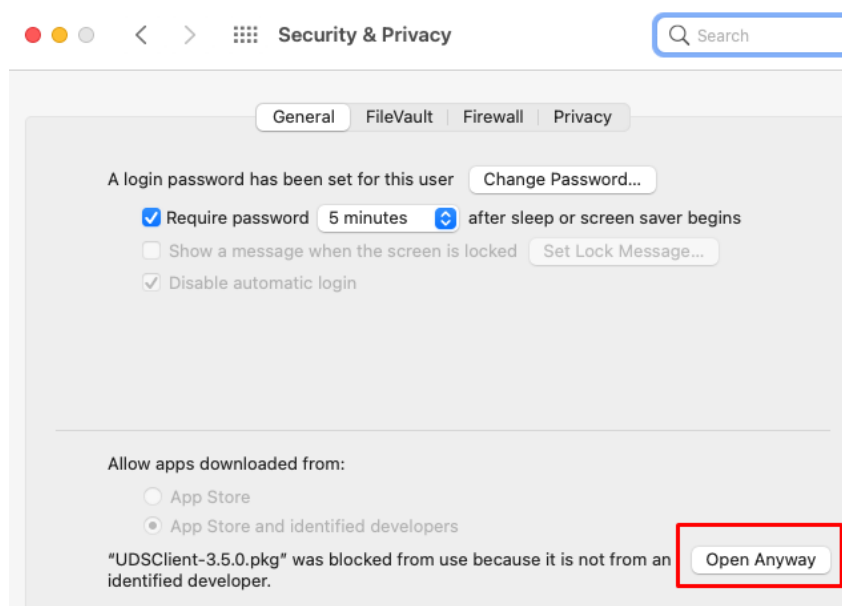 Security & Privacy
Search
General FileVault Firewall Privacy
A login password has been set for this user Change Password...
Require password 5 minutes after sleep or screen saver begins
Show a message when the screen is locked Set Lock Message...
Disable automatic login
Allow apps downloaded from:
App Store
App Store and identified developers
“UDSClient-3.5.0.pkg” was blocked from use because it is not from an Open Anyway
identified developer.